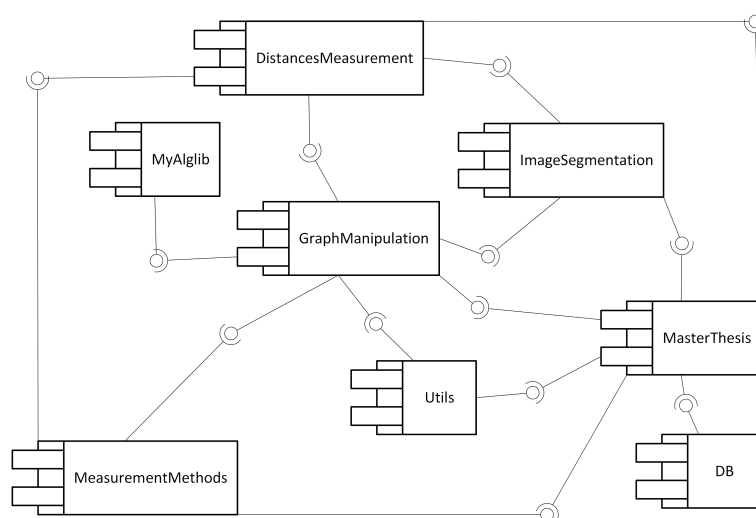 DistancesMeasurement
MyAlglib
ImageSegmentation
GraphManipulation
MasterThesis
Utils
MeasurementMethods
DB